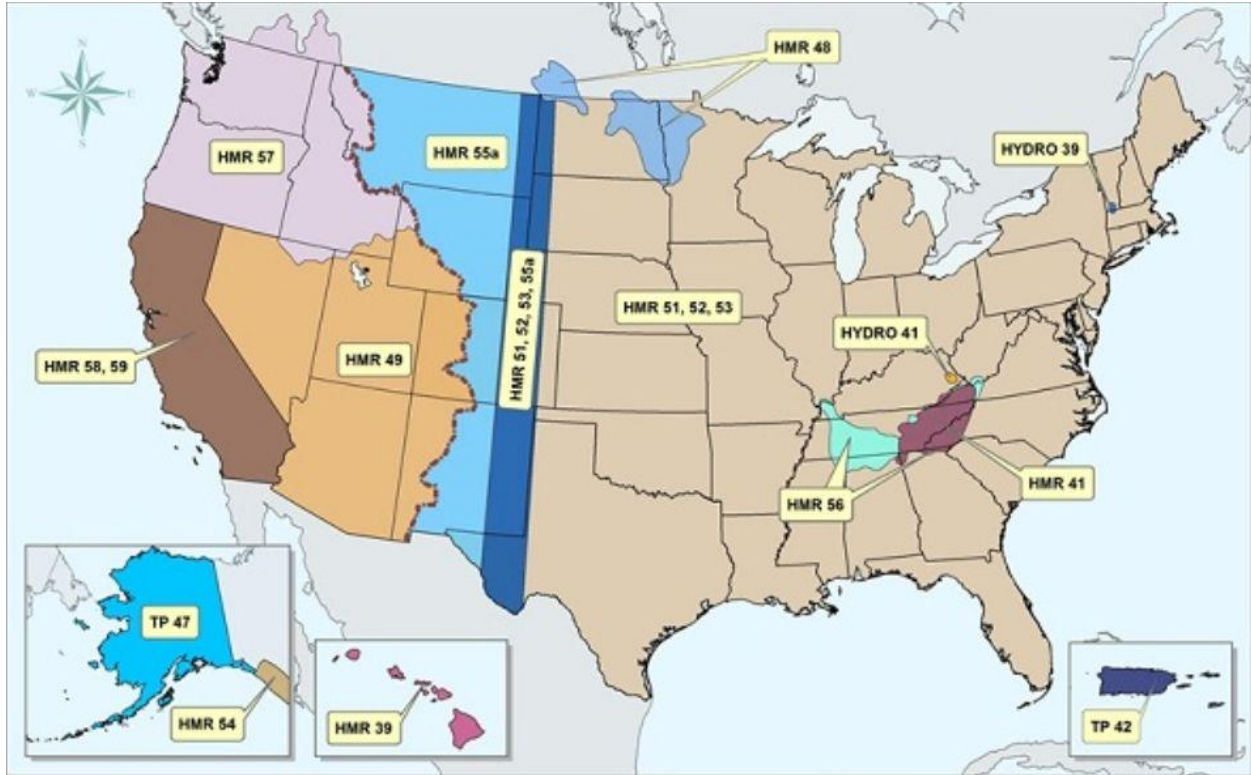 N
W
E
S
HMR 48
HMR 57
HMR 55a
HYDRO 39
HMR 51, 52, 53, 55a
HMR 51, 52, 53
HYDRO 41
HMR 58, 59
HMR 49
HMR 41
HMR 56
TP 47
HMR 54
HMR 39
TP 42